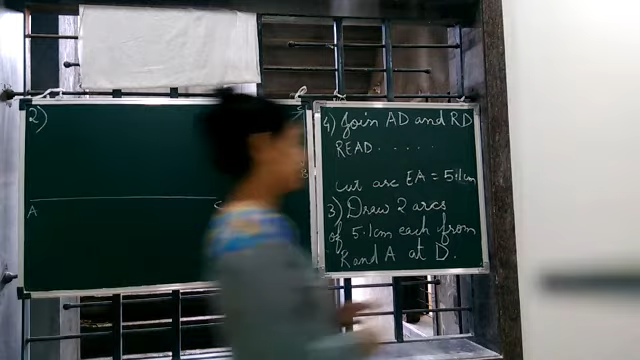 2)
A
4) Join AD and RD
READ.....
cut arc EA = 5.1cm
3) Draw 2 arcs
of 5.1cm each from
R and A at D.